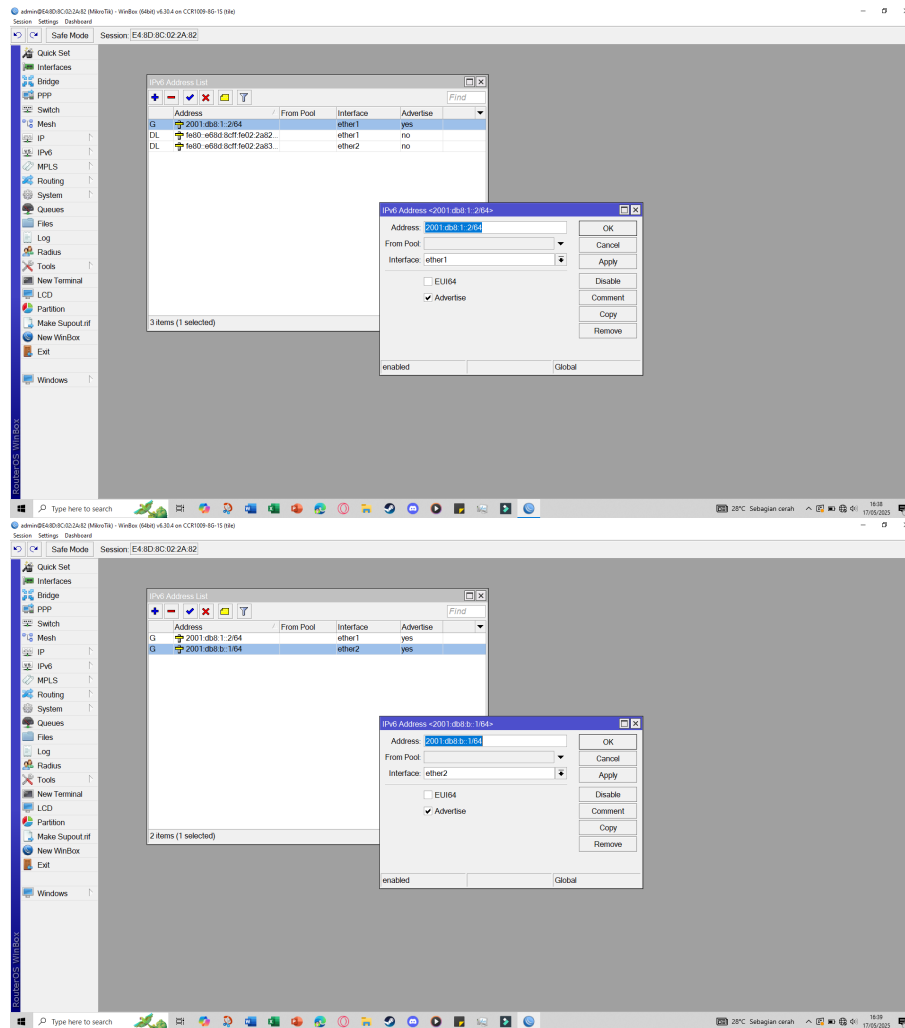 admin@E4:8D:8C:02:2A:82 (MikroTik) - WinBox (64bit) v6.30.4 on CCR1009-8G-1S (tile)
Session Settings Dashboard
Safe Mode Session: E4:8D:8C:02:2A:82
Quick Set
Interfaces
Bridge
PPP
Switch
Mesh
IP
IPv6
MPLS
Routing
System
Queues
Files
Log
Radius
Tools
New Terminal
LCD
Partition
Make Supout.rif
New WinBox
Exit
Windows
RouterOS WinBox
IPv6 Address List
Find
Address From Pool Interface Advertise
G 2001:db8:1::2/64 ether1 yes
DL fe80::e68d:8cff:fe02:2a82... ether1 no
DL fe80::e68d:8cff:fe02:2a83... ether2 no
3 items (1 selected)
IPv6 Address <2001:db8:1::2/64>
Address: 2001:db8:1::2/64 OK
From Pool: Cancel
Interface: ether1 Apply
EUI64 Disable
Advertise Comment
Copy
Remove
enabled Global
Type here to search 28°C Sebagian cerah 16:38
17/05/2025
admin@E4:8D:8C:02:2A:82 (MikroTik) - WinBox (64bit) v6.30.4 on CCR1009-8G-1S (tile)
Session Settings Dashboard
Safe Mode Session: E4:8D:8C:02:2A:82
Quick Set
Interfaces
Bridge
PPP
Switch
Mesh
IP
IPv6
MPLS
Routing
System
Queues
Files
Log
Radius
Tools
New Terminal
LCD
Partition
Make Supout.rif
New WinBox
Exit
Windows
RouterOS WinBox
IPv6 Address List
Find
Address From Pool Interface Advertise
G 2001:db8:1::2/64 ether1 yes
G 2001:db8:b::1/64 ether2 yes
2 items (1 selected)
IPv6 Address <2001:db8:b::1/64>
Address: 2001:db8:b::1/64 OK
From Pool: Cancel
Interface: ether2 Apply
EUI64 Disable
Advertise Comment
Copy
Remove
enabled Global
Type here to search 28°C Sebagian cerah 16:39
17/05/2025